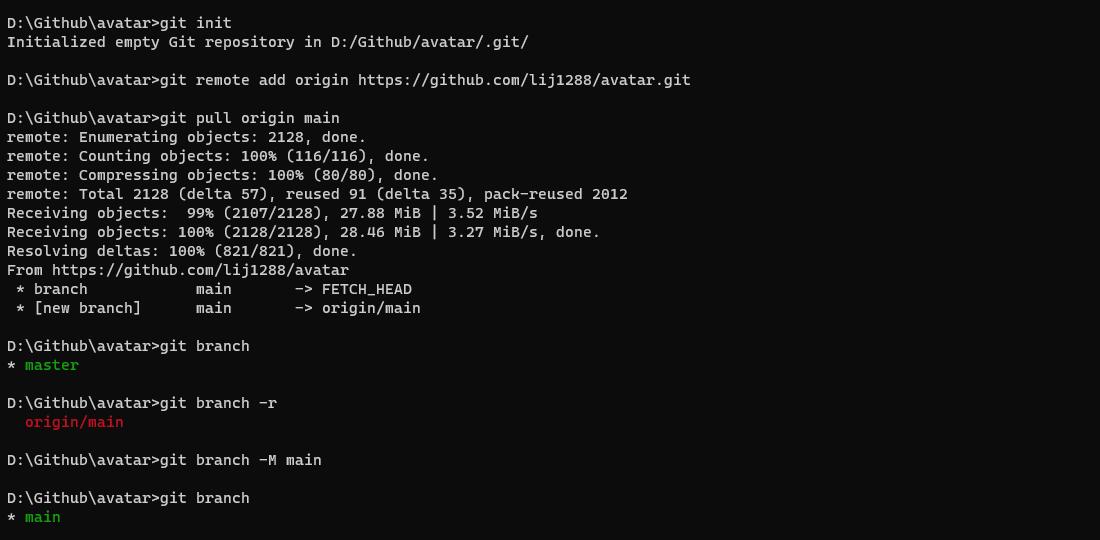 D:\Github\avatar>git init
Initialized empty Git repository in D:/Github/avatar/.git/
D:\Github\avatar>git remote add origin https://github.com/lij1288/avatar.git
D:\Github\avatar>git pull origin main
remote: Enumerating objects: 2128, done.
remote: Counting objects: 100% (116/116), done.
remote: Compressing objects: 100% (80/80), done.
remote: Total 2128 (delta 57), reused 91 (delta 35), pack-reused 2012
Receiving objects:  99% (2107/2128), 27.88 MiB | 3.52 MiB/s
Receiving objects: 100% (2128/2128), 28.46 MiB | 3.27 MiB/s, done.
Resolving deltas: 100% (821/821), done.
From https://github.com/lij1288/avatar
 * branch            main       -> FETCH_HEAD
 * [new branch]      main       -> origin/main
D:\Github\avatar>git branch
* master
D:\Github\avatar>git branch -r
  origin/main
D:\Github\avatar>git branch -M main
D:\Github\avatar>git branch
* main